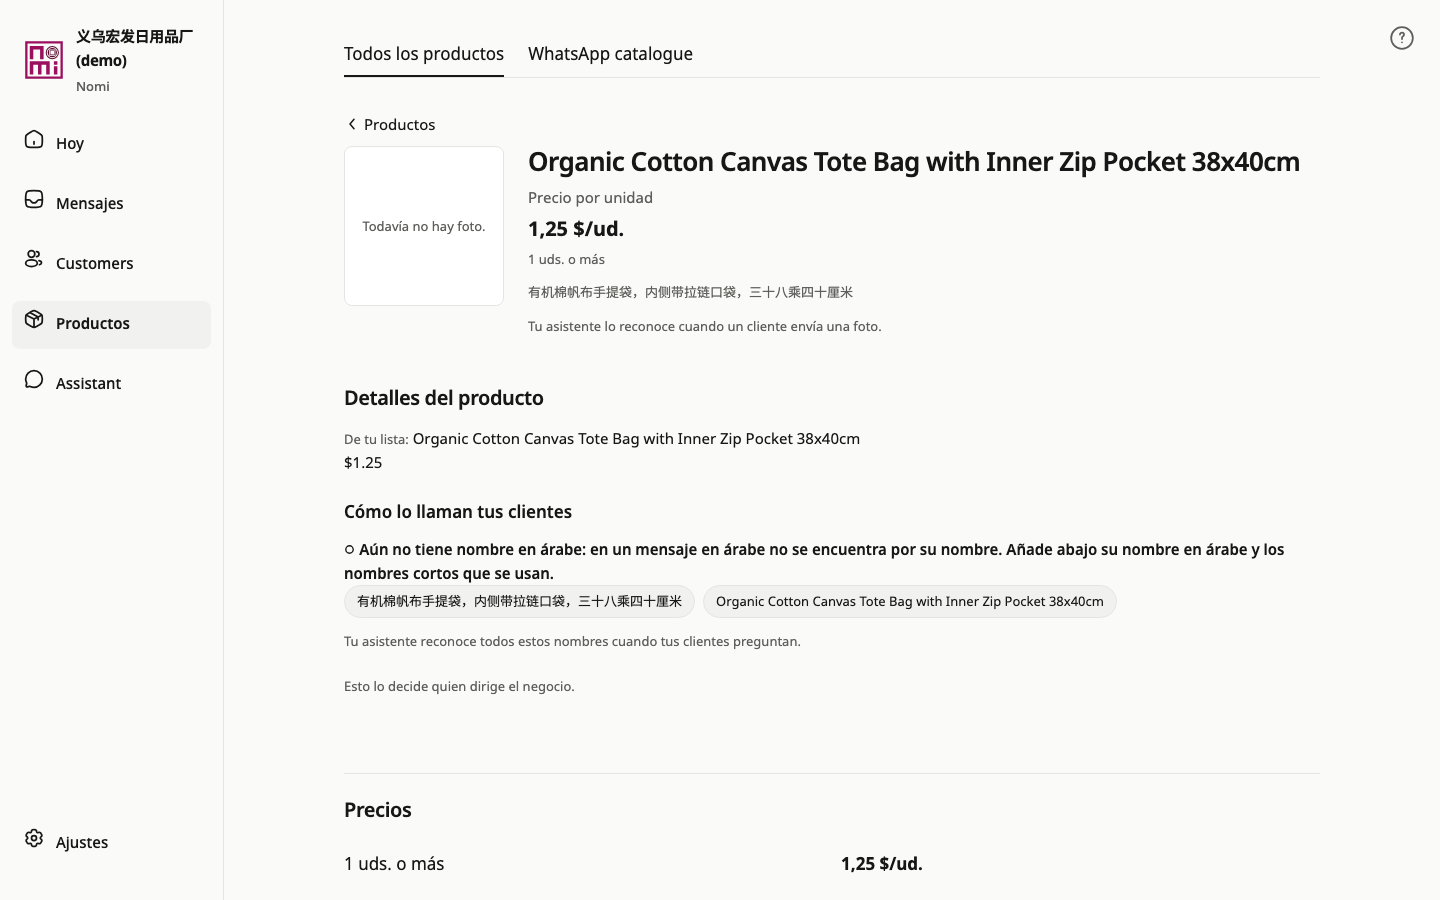 义乌宏发日用品厂
(demo)
Nomi
Hoy
Mensajes
Customers
Productos
Assistant
Ajustes
Todos los productos
WhatsApp catalogue
Productos
Todavía no hay foto.
Organic Cotton Canvas Tote Bag with Inner Zip Pocket 38x40cm
Precio por unidad
1,25 $/ud.
1 uds. o más
有机棉帆布手提袋，内侧带拉链口袋，三十八乘四十厘米
Tu asistente lo reconoce cuando un cliente envía una foto.
Detalles del producto
De tu lista: Organic Cotton Canvas Tote Bag with Inner Zip Pocket 38x40cm
$1.25
Cómo lo llaman tus clientes
Aún no tiene nombre en árabe: en un mensaje en árabe no se encuentra por su nombre. Añade abajo su nombre en árabe y los
nombres cortos que se usan.
有机棉帆布手提袋，内侧带拉链口袋，三十八乘四十厘米
Organic Cotton Canvas Tote Bag with Inner Zip Pocket 38x40cm
Tu asistente reconoce todos estos nombres cuando tus clientes preguntan.
Esto lo decide quien dirige el negocio.
Precios
1 uds. o más
1,25 $/ud.